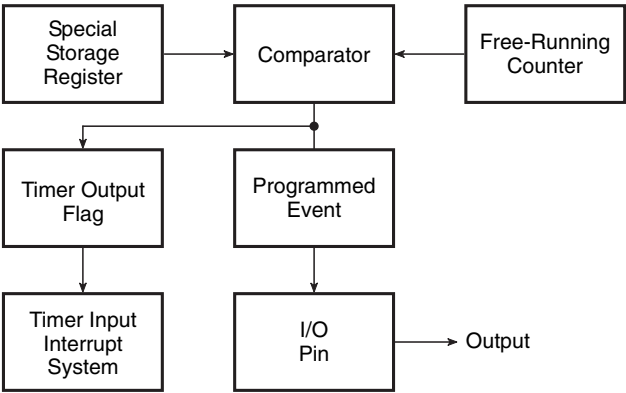 Special
Storage
Register
Comparator
Free-Running
Counter
Timer Output
Flag
Programmed
Event
Timer Input
Interrupt
System
I/O
Pin
Output